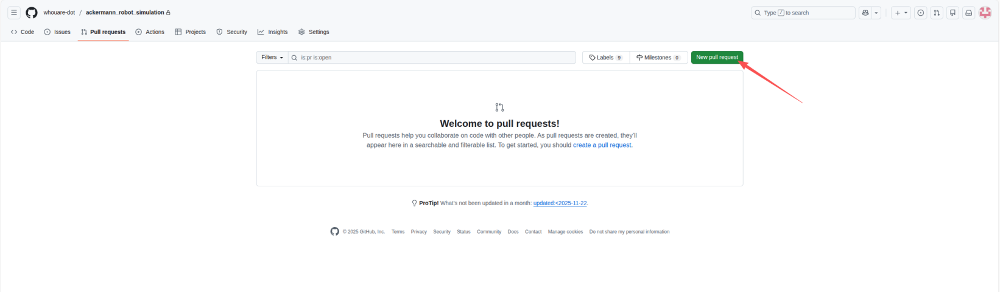 whouare-dot / ackermann_robot_simulation
Type / to search
Code Issues Pull requests Actions Projects Security Insights Settings
Filters is:pr is:open Labels 9 Milestones 0 New pull request
Welcome to pull requests!
Pull requests help you collaborate on code with other people. As pull requests are created, they’ll
appear here in a searchable and filterable list. To get started, you should create a pull request.
ProTip! What's not been updated in a month: updated:<2025-11-22.
© 2025 GitHub, Inc. Terms Privacy Security Status Community Docs Contact Manage cookies Do not share my personal information